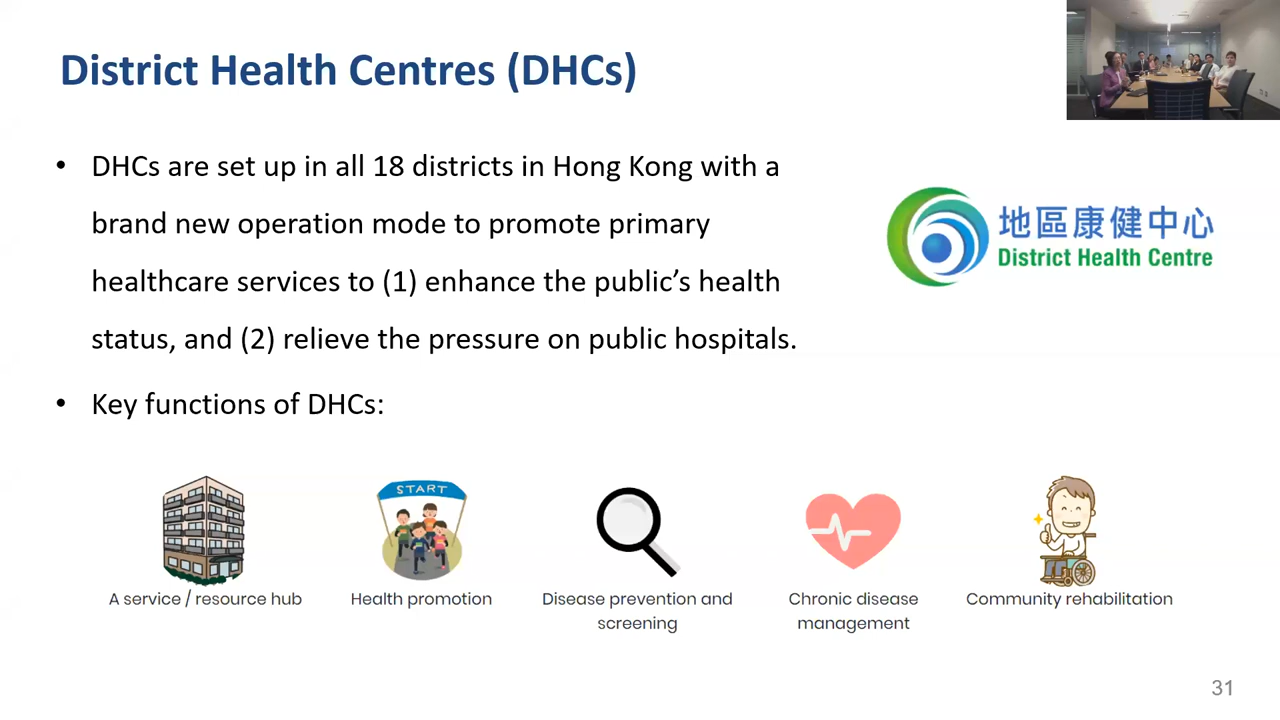 District Health Centres (DHCs)
• DHCs are set up in all 18 districts in Hong Kong with a
brand new operation mode to promote primary
healthcare services to (1) enhance the public’s health
status, and (2) relieve the pressure on public hospitals.
地區康健中心
District Health Centre
• Key functions of DHCs:
START
A service / resource hub
Health promotion
Disease prevention and
screening
Chronic disease
management
Community rehabilitation
31